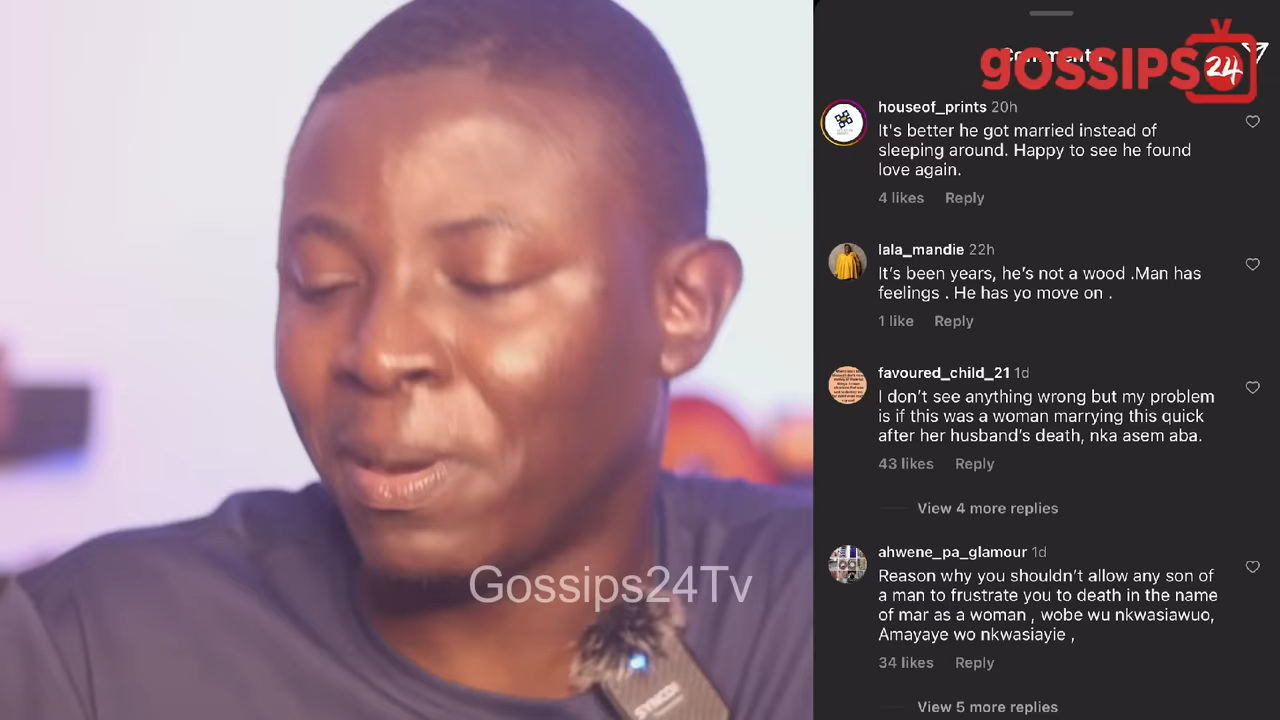 Comments
gOSSIPS 24
houseof_prints 20h
It's better he got married instead of
sleeping around. Happy to see he found
love again.
4 likes Reply
lala_mandie 22h
It's been years, he's not a wood .Man has
feelings . He has yo move on .
1 like Reply
favoured_child_21 1d
I don't see anything wrong but my problem
is if this was a woman marrying this quick
after her husband's death, nka asem aba.
43 likes Reply
View 4 more replies
ahwene_pa_glamour 1d
Reason why you shouldn't allow any son of
a man to frustrate you to death in the name
of mar as a woman , wobe wu nkwasiawuo,
Amayaye wo nkwasiayie ,
34 likes Reply
View 5 more replies
Gossips24Tv